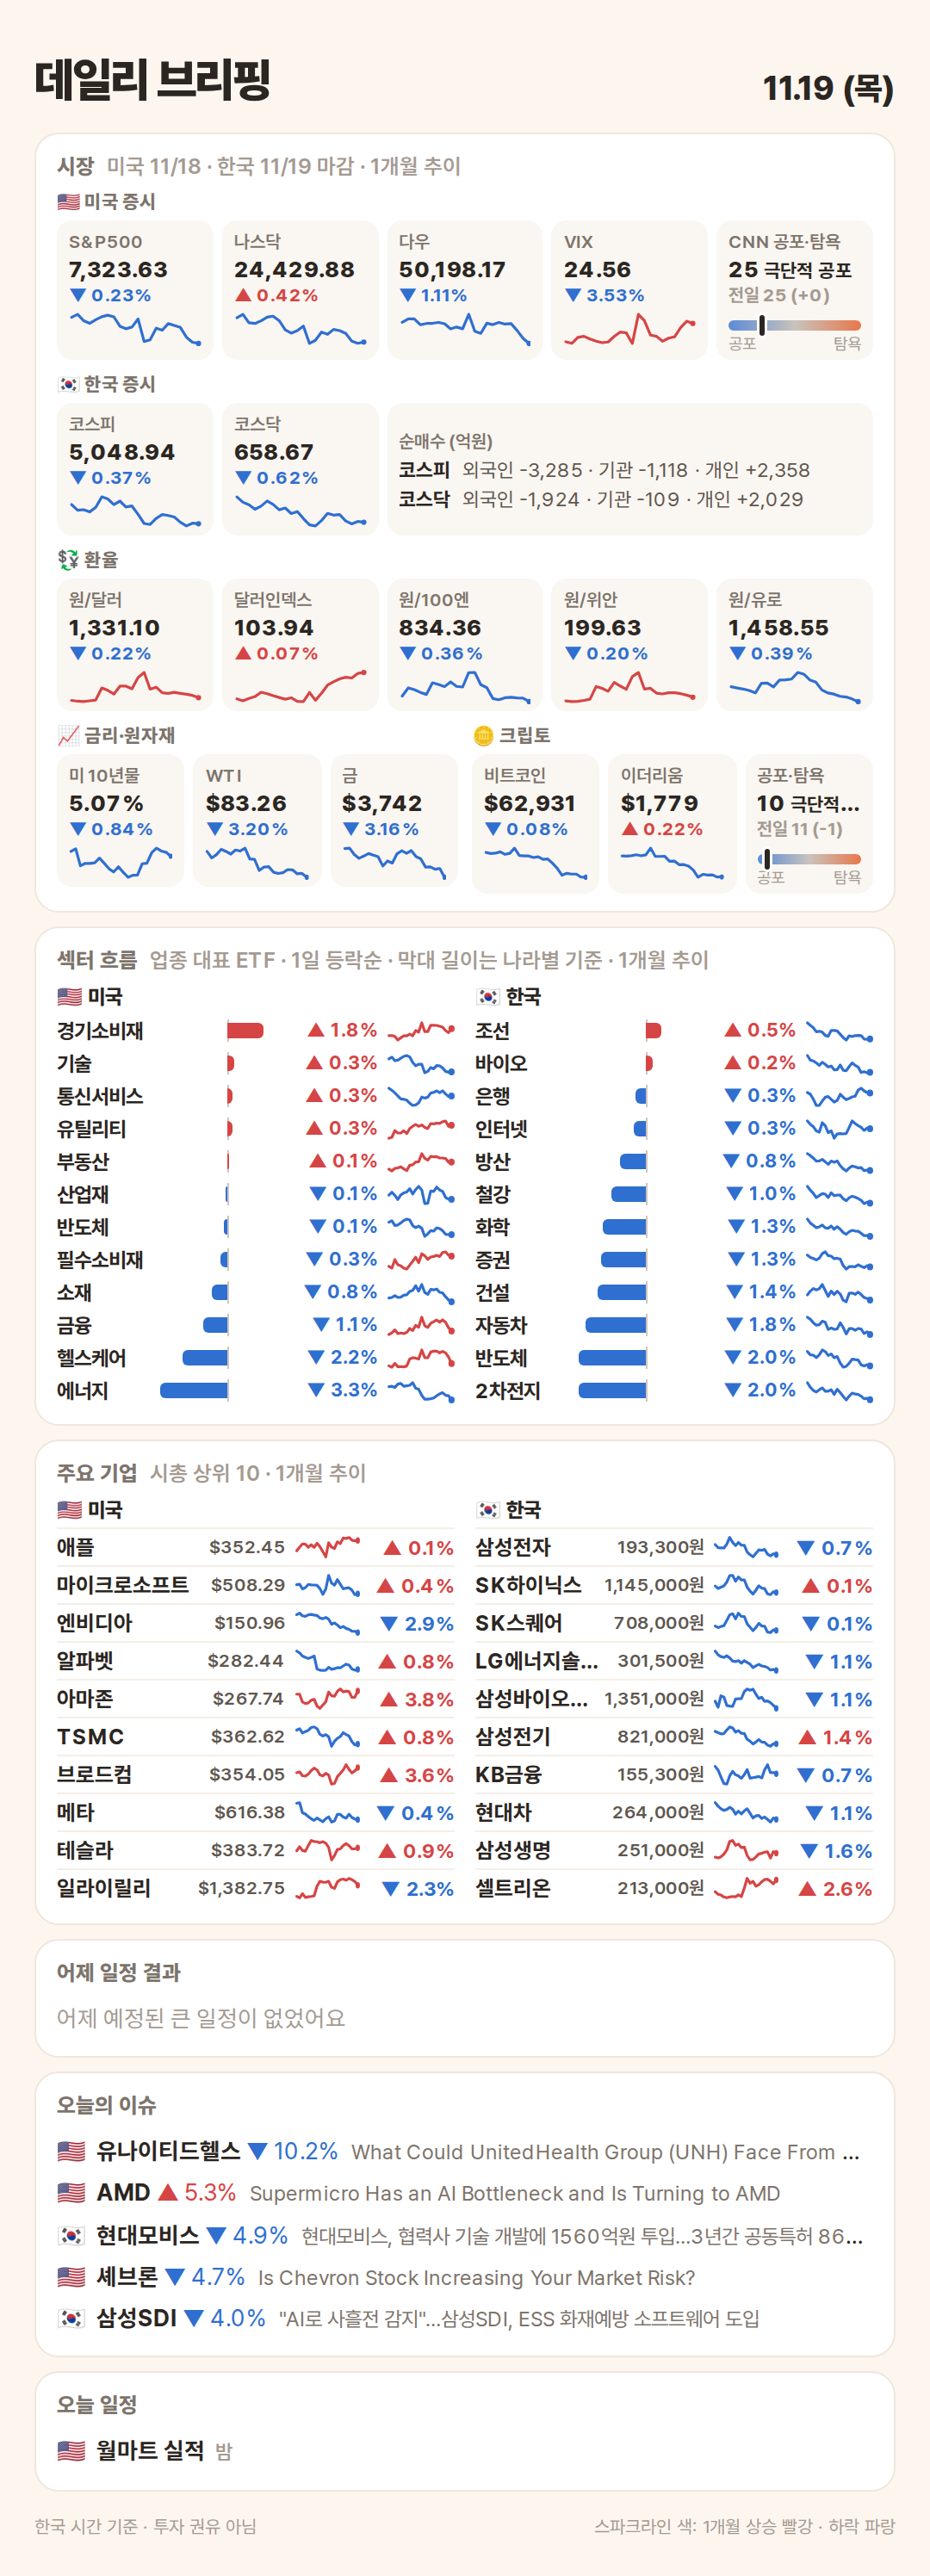 데일리 브리핑
11.19 (목)
시장 미국 11/18 · 한국 11/19 마감 · 1개월 추이
🇺🇸 미국 증시
S&P500
7,323.63
▼ 0.23%
나스닥
24,429.88
▲ 0.42%
다우
50,198.17
▼ 1.11%
VIX
24.56
▼ 3.53%
CNN 공포·탐욕
25 극단적 공포
전일 25 (+0)
공포 탐욕
🇰🇷 한국 증시
코스피
5,048.94
▼ 0.37%
코스닥
658.67
▼ 0.62%
순매수 (억원)
코스피 외국인 -3,285 · 기관 -1,118 · 개인 +2,358
코스닥 외국인 -1,924 · 기관 -109 · 개인 +2,029
💱 환율
원/달러
1,331.10
▼ 0.22%
달러인덱스
103.94
▲ 0.07%
원/100엔
834.36
▼ 0.36%
원/위안
199.63
▼ 0.20%
원/유로
1,458.55
▼ 0.39%
📈 금리·원자재
미 10년물
5.07%
▼ 0.84%
WTI
$83.26
▼ 3.20%
금
$3,742
▼ 3.16%
🪙 크립토
비트코인
$62,931
▼ 0.08%
이더리움
$1,779
▲ 0.22%
공포·탐욕
10 극단적...
전일 11 (-1)
공포 탐욕
섹터 흐름 업종 대표 ETF · 1일 등락순 · 막대 길이는 나라별 기준 · 1개월 추이
🇺🇸 미국
경기소비재 ▲ 1.8%
기술 ▲ 0.3%
통신서비스 ▲ 0.3%
유틸리티 ▲ 0.3%
부동산 ▲ 0.1%
산업재 ▼ 0.1%
반도체 ▼ 0.1%
필수소비재 ▼ 0.3%
소재 ▼ 0.8%
금융 ▼ 1.1%
헬스케어 ▼ 2.2%
에너지 ▼ 3.3%
🇰🇷 한국
조선 ▲ 0.5%
바이오 ▲ 0.2%
은행 ▼ 0.3%
인터넷 ▼ 0.3%
방산 ▼ 0.8%
철강 ▼ 1.0%
화학 ▼ 1.3%
증권 ▼ 1.3%
건설 ▼ 1.4%
자동차 ▼ 1.8%
반도체 ▼ 2.0%
2차전지 ▼ 2.0%
주요 기업 시총 상위 10 · 1개월 추이
🇺🇸 미국
애플 $352.45 ▲ 0.1%
마이크로소프트 $508.29 ▲ 0.4%
엔비디아 $150.96 ▼ 2.9%
알파벳 $282.44 ▲ 0.8%
아마존 $267.74 ▲ 3.8%
TSMC $362.62 ▲ 0.8%
브로드컴 $354.05 ▲ 3.6%
메타 $616.38 ▼ 0.4%
테슬라 $383.72 ▲ 0.9%
일라이릴리 $1,382.75 ▼ 2.3%
🇰🇷 한국
삼성전자 193,300원 ▼ 0.7%
SK하이닉스 1,145,000원 ▲ 0.1%
SK스퀘어 708,000원 ▼ 0.1%
LG에너지솔... 301,500원 ▼ 1.1%
삼성바이오... 1,351,000원 ▼ 1.1%
삼성전기 821,000원 ▲ 1.4%
KB금융 155,300원 ▼ 0.7%
현대차 264,000원 ▼ 1.1%
삼성생명 251,000원 ▼ 1.6%
셀트리온 213,000원 ▲ 2.6%
어제 일정 결과
어제 예정된 큰 일정이 없었어요
오늘의 이슈
🇺🇸 유나이티드헬스 ▼ 10.2% What Could UnitedHealth Group (UNH) Face From ...
🇺🇸 AMD ▲ 5.3% Supermicro Has an AI Bottleneck and Is Turning to AMD
🇰🇷 현대모비스 ▼ 4.9% 현대모비스, 협력사 기술 개발에 1560억원 투입...3년간 공동특허 86...
🇺🇸 셰브론 ▼ 4.7% Is Chevron Stock Increasing Your Market Risk?
🇰🇷 삼성SDI ▼ 4.0% "AI로 사흘전 감지"...삼성SDI, ESS 화재예방 소프트웨어 도입
오늘 일정
🇺🇸 월마트 실적 밤
한국 시간 기준 · 투자 권유 아님
스파크라인 색: 1개월 상승 빨강 · 하락 파랑